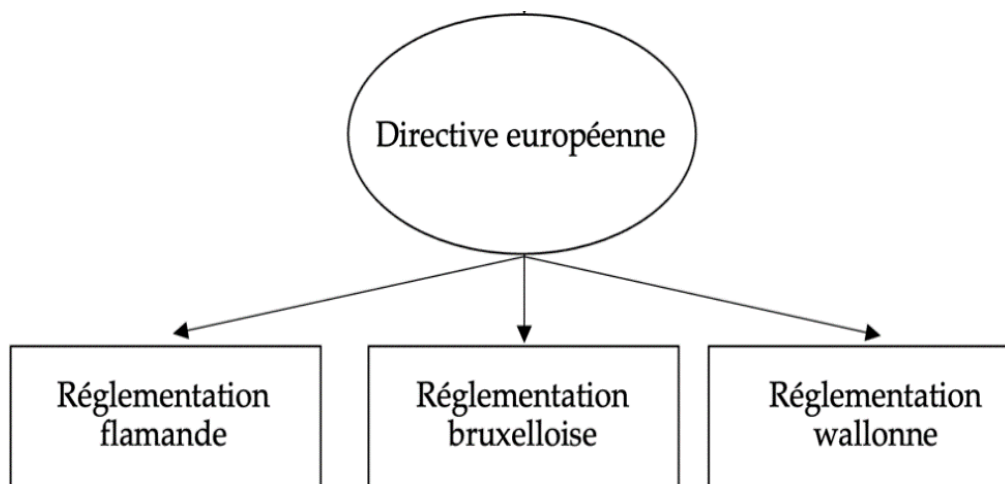 Directive européenne
Réglementation
flamande
Réglementation
bruxelloise
Réglementation
wallonne